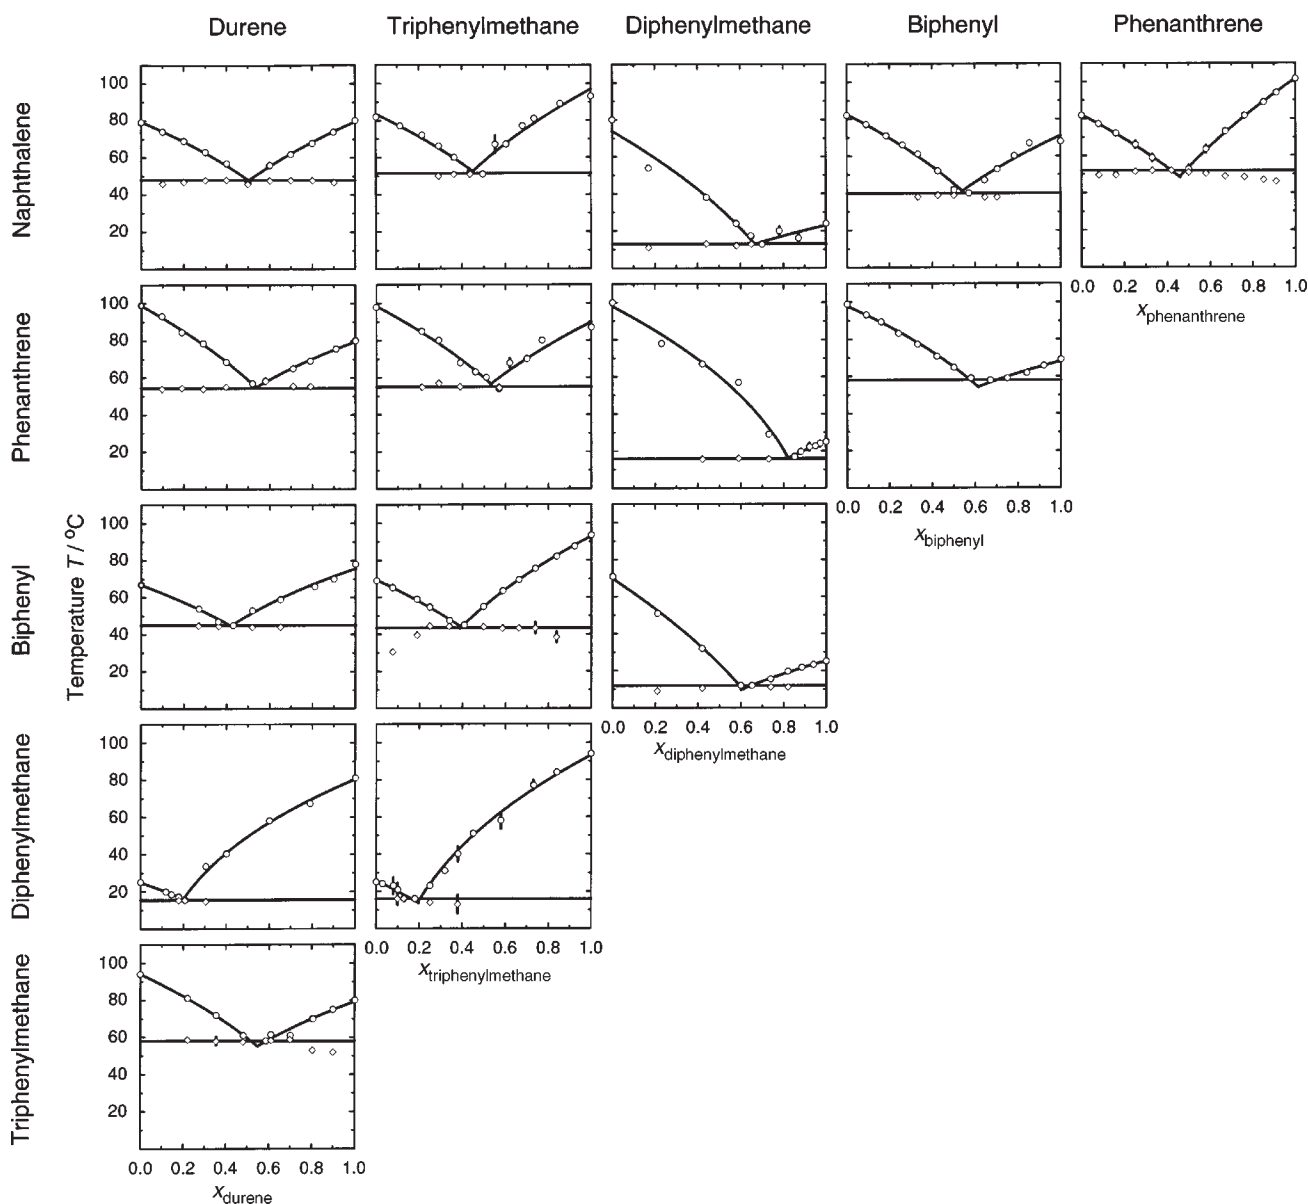 Durene Triphenylmethane Diphenylmethane Biphenyl Phenanthrene
Naphthalene
100
80
60
40
20
0.0 0.2 0.4 0.6 0.8 1.0
xphenanthrene
Phenanthrene
100
80
60
40
20
0.0 0.2 0.4 0.6 0.8 1.0
xbiphenyl
Biphenyl
Temperature T / °C
100
80
60
40
20
0.0 0.2 0.4 0.6 0.8 1.0
xdiphenylmethane
Diphenylmethane
100
80
60
40
20
0.0 0.2 0.4 0.6 0.8 1.0
xtriphenylmethane
Triphenylmethane
100
80
60
40
20
0.0 0.2 0.4 0.6 0.8 1.0
xdurene